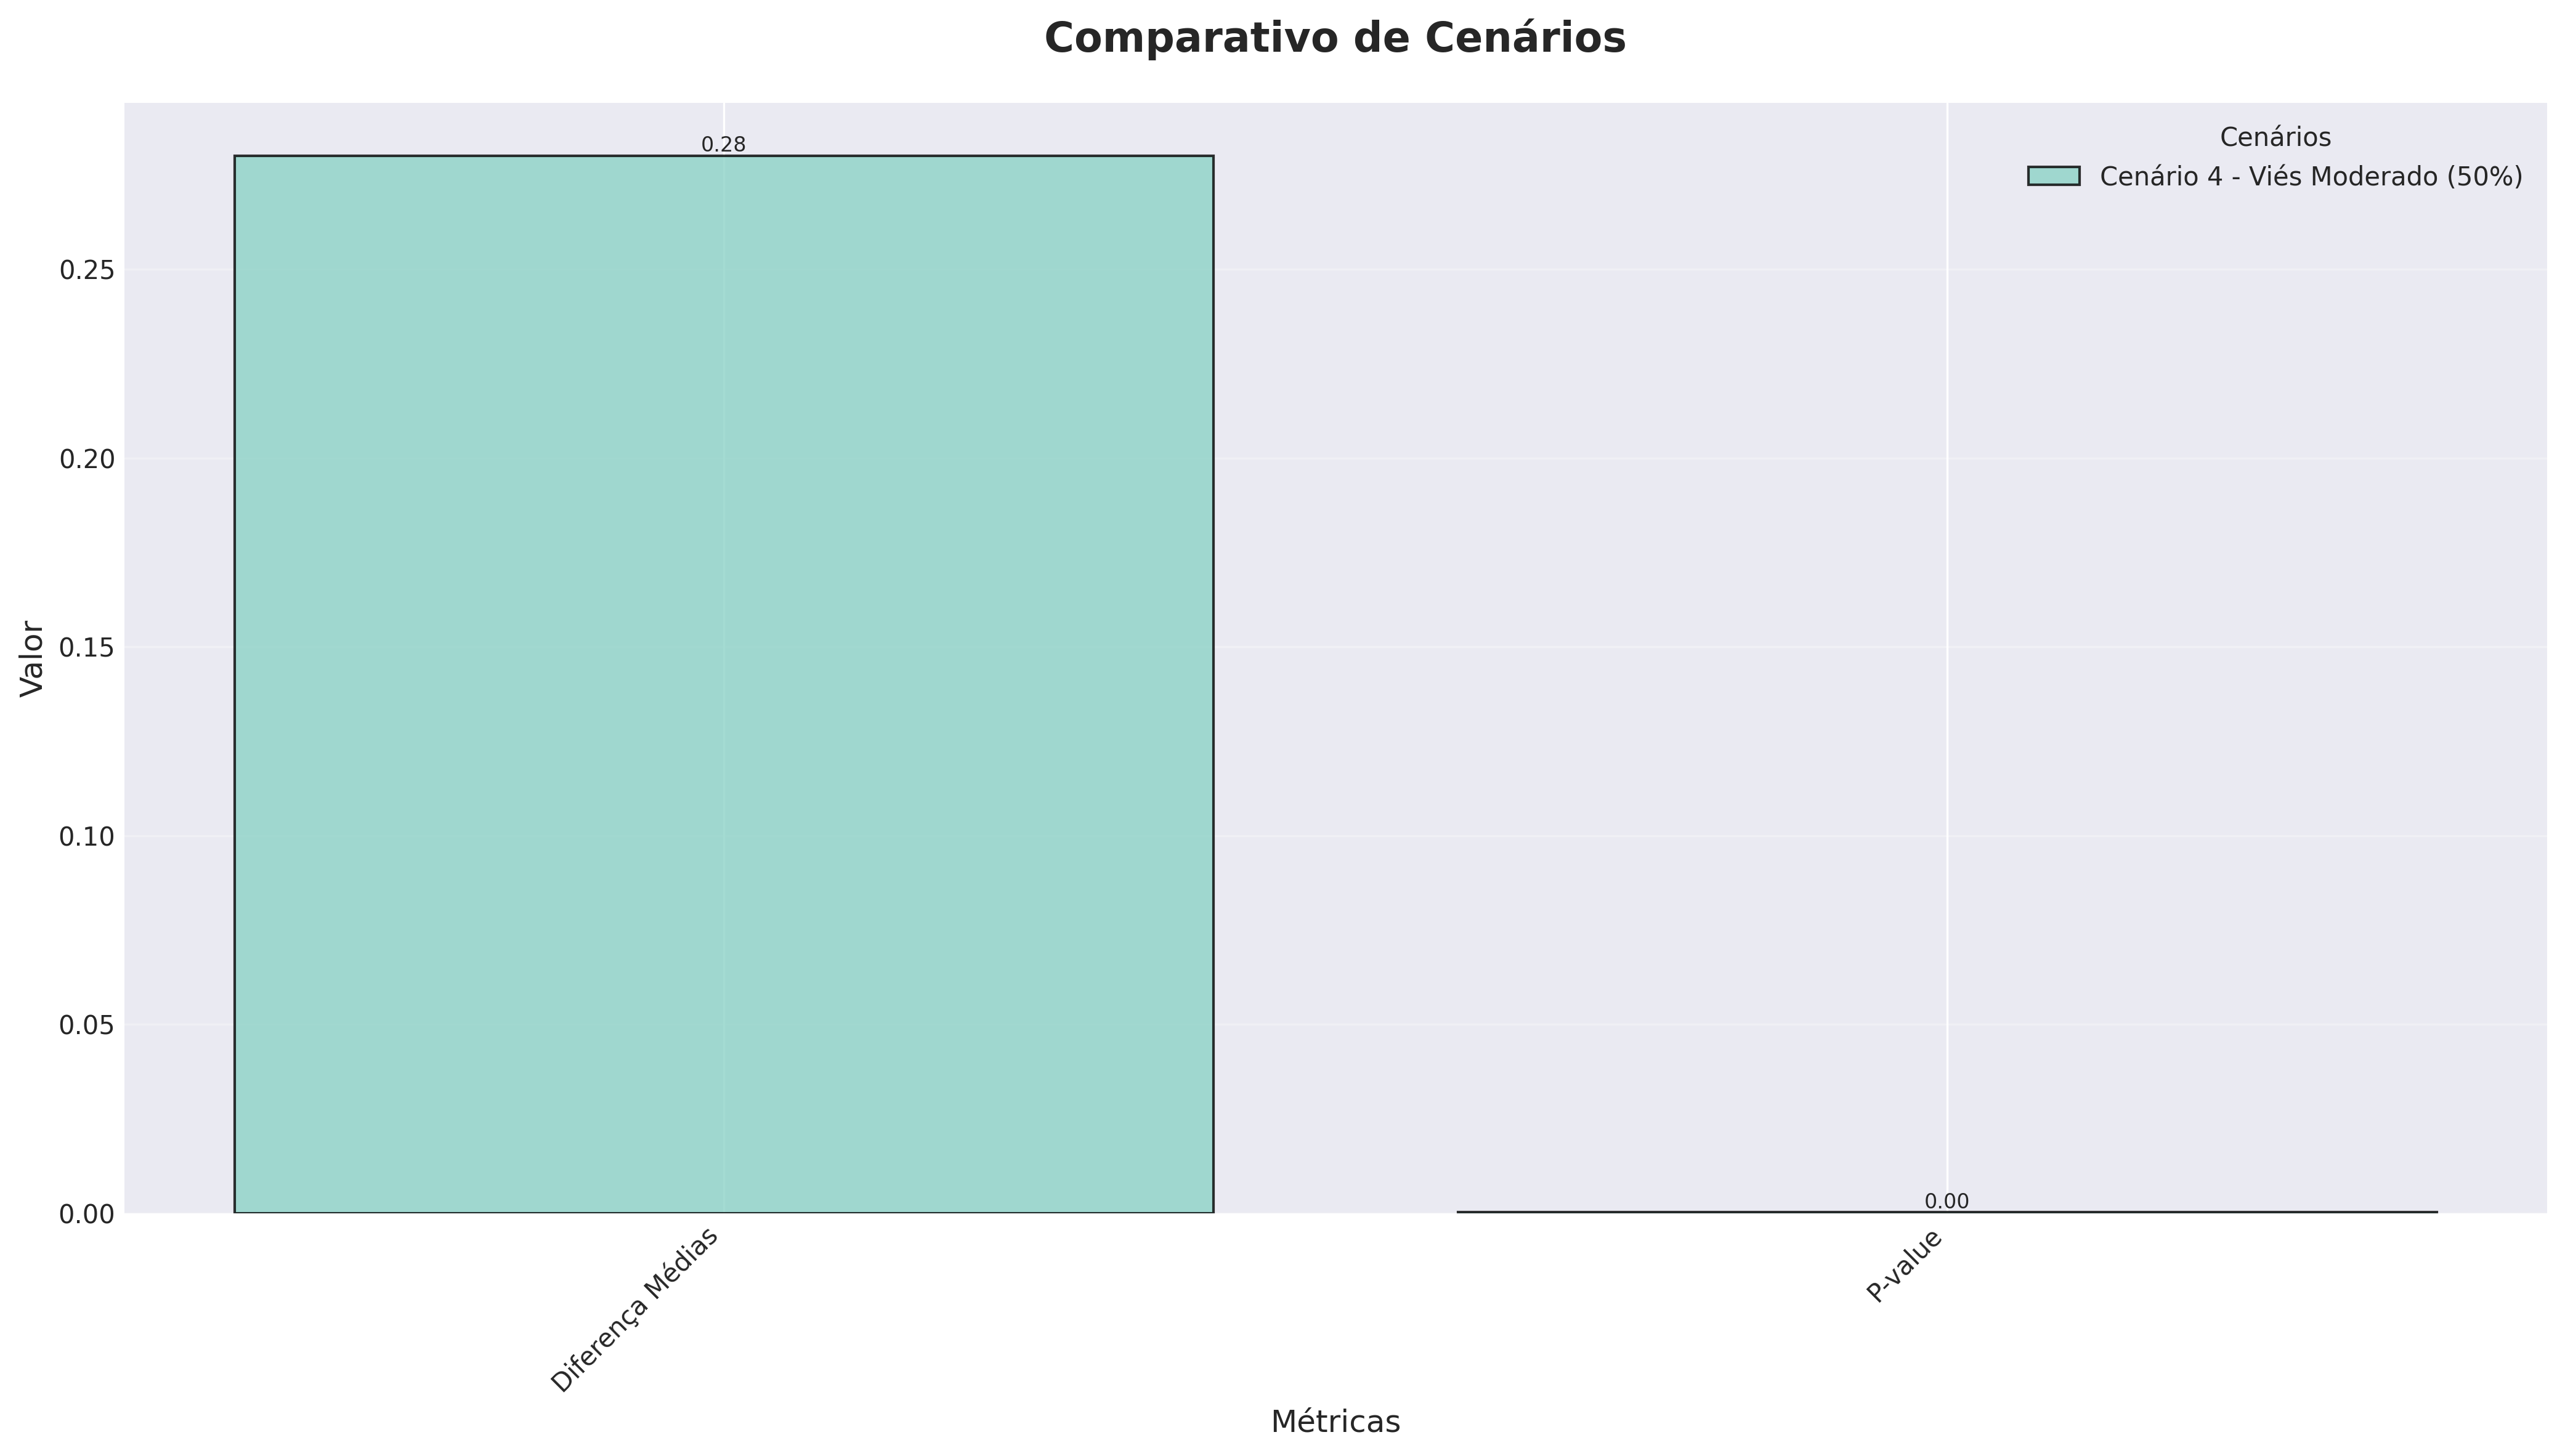 Comparativo de Cenários
Cenários
Cenário 4 - Viés Moderado (50%)
0.28
0.00
Valor
0.25
0.20
0.15
0.10
0.05
0.00
Diferença Médias
P-value
Métricas